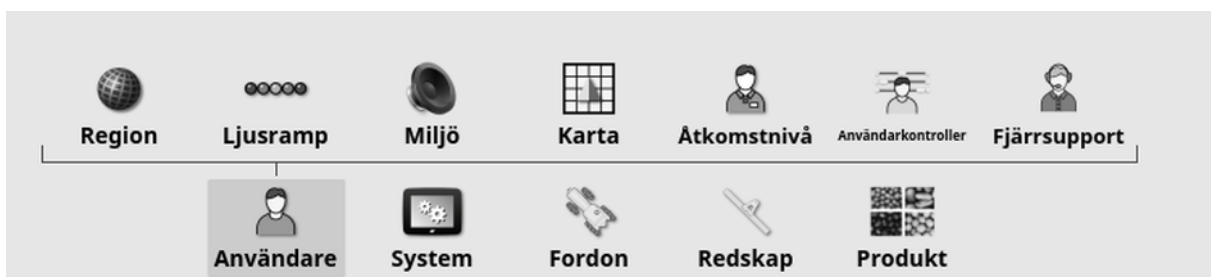 Region Ljusramp Miljö Karta Åtkomstnivå Användarkontroller Fjärrsupport
Användare System Fordon Redskap Produkt